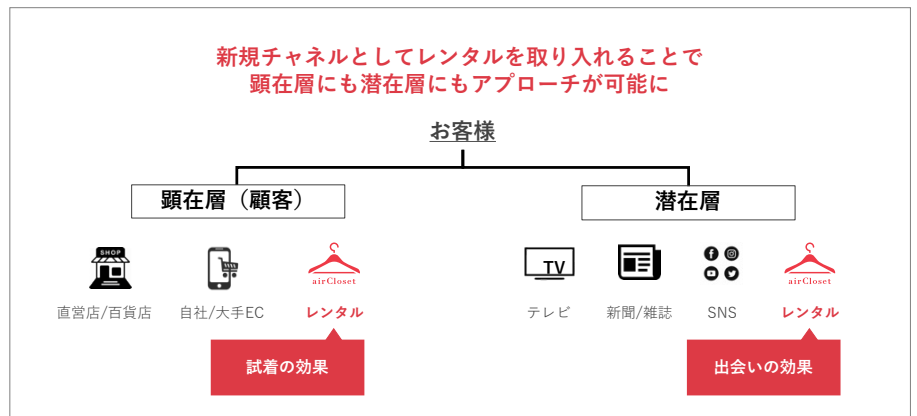 新規チャネルとしてレンタルを取り入れることで
顕在層にも潜在層にもアプローチが可能に
お客様
顕在層（顧客）
潜在層
SHOP
airCloset
TV
airCloset
直営店/百貨店
自社/大手EC
レンタル
テレビ
新聞/雑誌
SNS
レンタル
試着の効果
出会いの効果